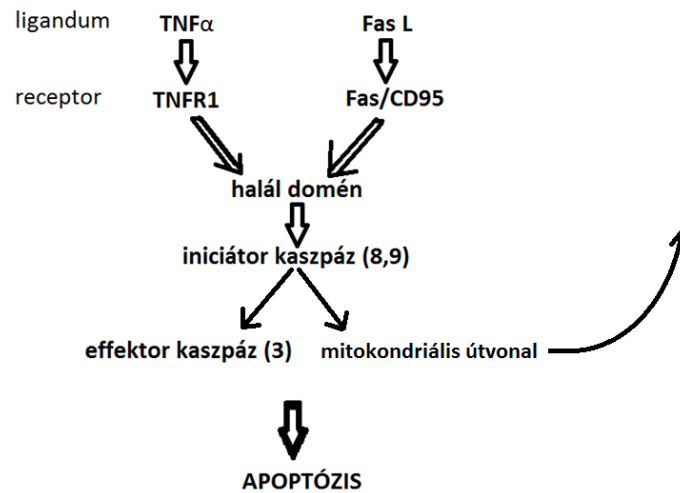 ligandum TNFα Fas L
receptor TNFR1 Fas/CD95
halál domén
iniciátor kaszpáz (8,9)
effektor kaszpáz (3) mitokondriális útvonal
APOPTÓZIS